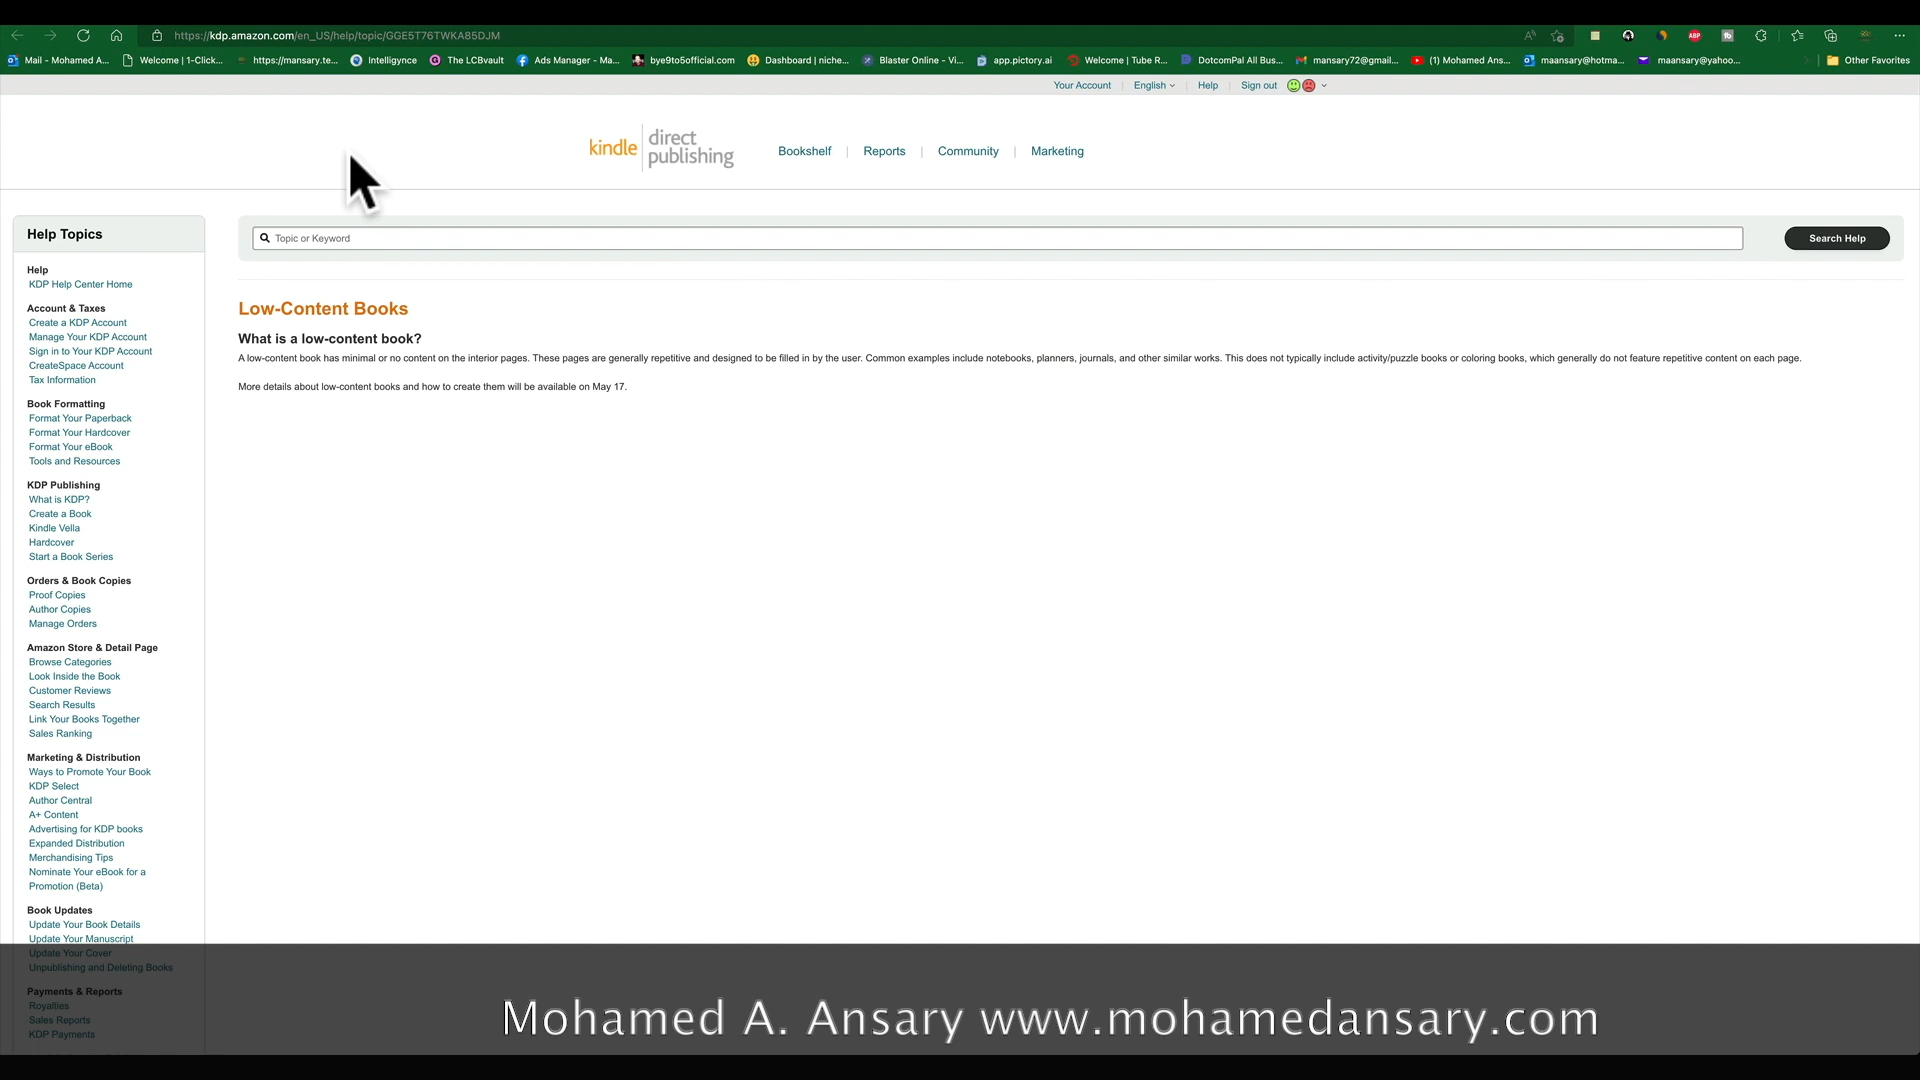 https://kdp.amazon.com/en_US/help/topic/GGE5T76TWKA85DJM
Mail - Mohamed A... Welcome | 1-Click... https://mansary.te... Intelligynce The LCBvault Ads Manager - Ma... bye9to5official.com Dashboard | niche... Blaster Online - Vi... app.pictory.ai Welcome | Tube R... DotcomPal All Bus... mansary72@gmail... (1) Mohamed Ans... maansary@hotma... maansary@yahoo... Other Favorites
Your Account English Help Sign out
kindle direct publishing
Bookshelf | Reports | Community | Marketing
Help Topics
Topic or Keyword
Search Help
Help
KDP Help Center Home
Account & Taxes
Create a KDP Account
Manage Your KDP Account
Sign in to Your KDP Account
CreateSpace Account
Tax Information
Book Formatting
Format Your Paperback
Format Your Hardcover
Format Your eBook
Tools and Resources
KDP Publishing
What is KDP?
Create a Book
Kindle Vella
Hardcover
Start a Book Series
Orders & Book Copies
Proof Copies
Author Copies
Manage Orders
Amazon Store & Detail Page
Browse Categories
Look Inside the Book
Customer Reviews
Search Results
Link Your Books Together
Sales Ranking
Marketing & Distribution
Ways to Promote Your Book
KDP Select
Author Central
A+ Content
Advertising for KDP books
Expanded Distribution
Merchandising Tips
Nominate Your eBook for a
Promotion (Beta)
Book Updates
Update Your Book Details
Update Your Manuscript
Update Your Cover
Unpublishing and Deleting Books
Payments & Reports
Royalties
Sales Reports
KDP Payments
Low-Content Books
What is a low-content book?
A low-content book has minimal or no content on the interior pages. These pages are generally repetitive and designed to be filled in by the user. Common examples include notebooks, planners, journals, and other similar works. This does not typically include activity/puzzle books or coloring books, which generally do not feature repetitive content on each page.
More details about low-content books and how to create them will be available on May 17.
Mohamed A. Ansary www.mohamedansary.com